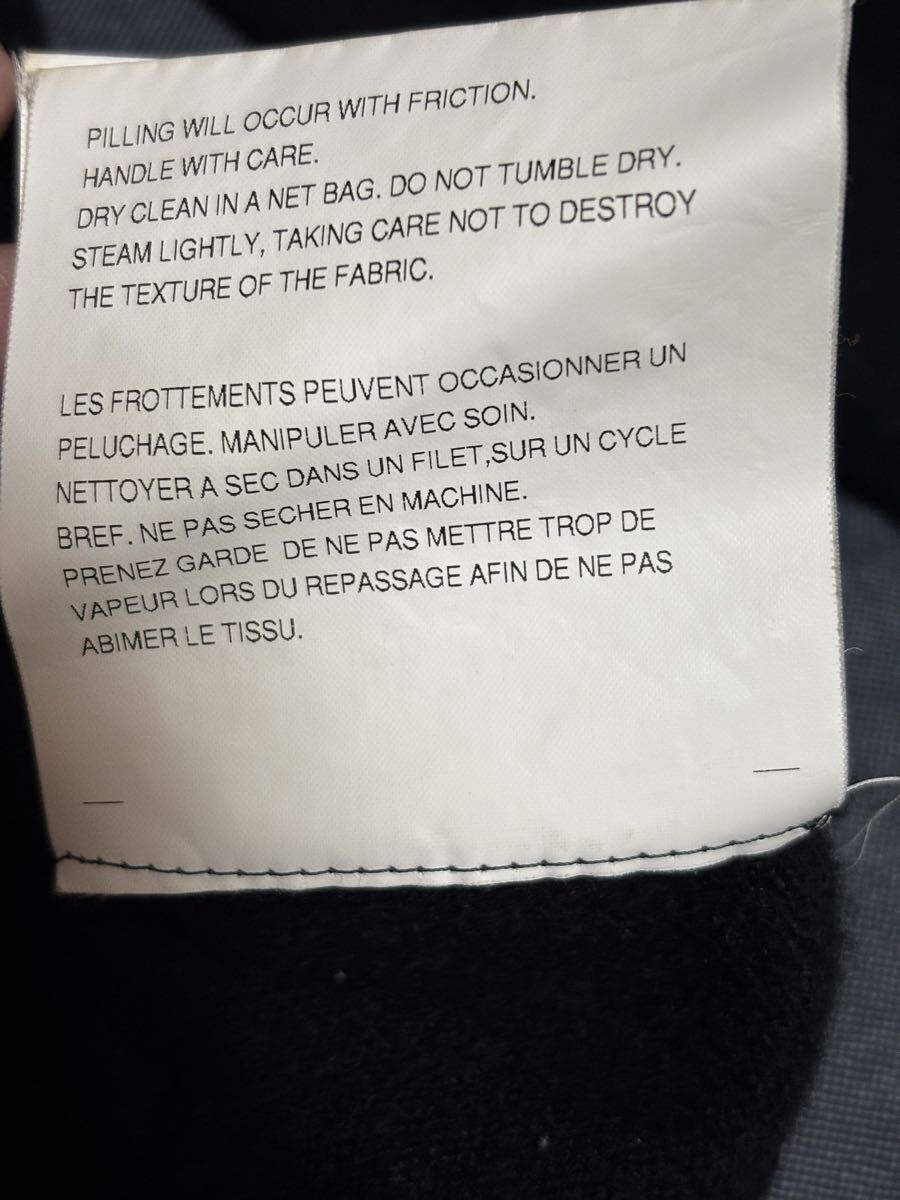 PILLING WILL OCCUR WITH FRICTION.
HANDLE WITH CARE.
DRY CLEAN IN A NET BAG. DO NOT TUMBLE DRY.
STEAM LIGHTLY, TAKING CARE NOT TO DESTROY
THE TEXTURE OF THE FABRIC.
LES FROTTEMENTS PEUVENT OCCASIONNER UN
PELUCHAGE. MANIPULER AVEC SOIN.
NETTOYER A SEC DANS UN FILET,SUR UN CYCLE
BREF. NE PAS SECHER EN MACHINE.
PRENEZ GARDE DE NE PAS METTRE TROP DE
VAPEUR LORS DU REPASSAGE AFIN DE NE PAS
ABIMER LE TISSU.